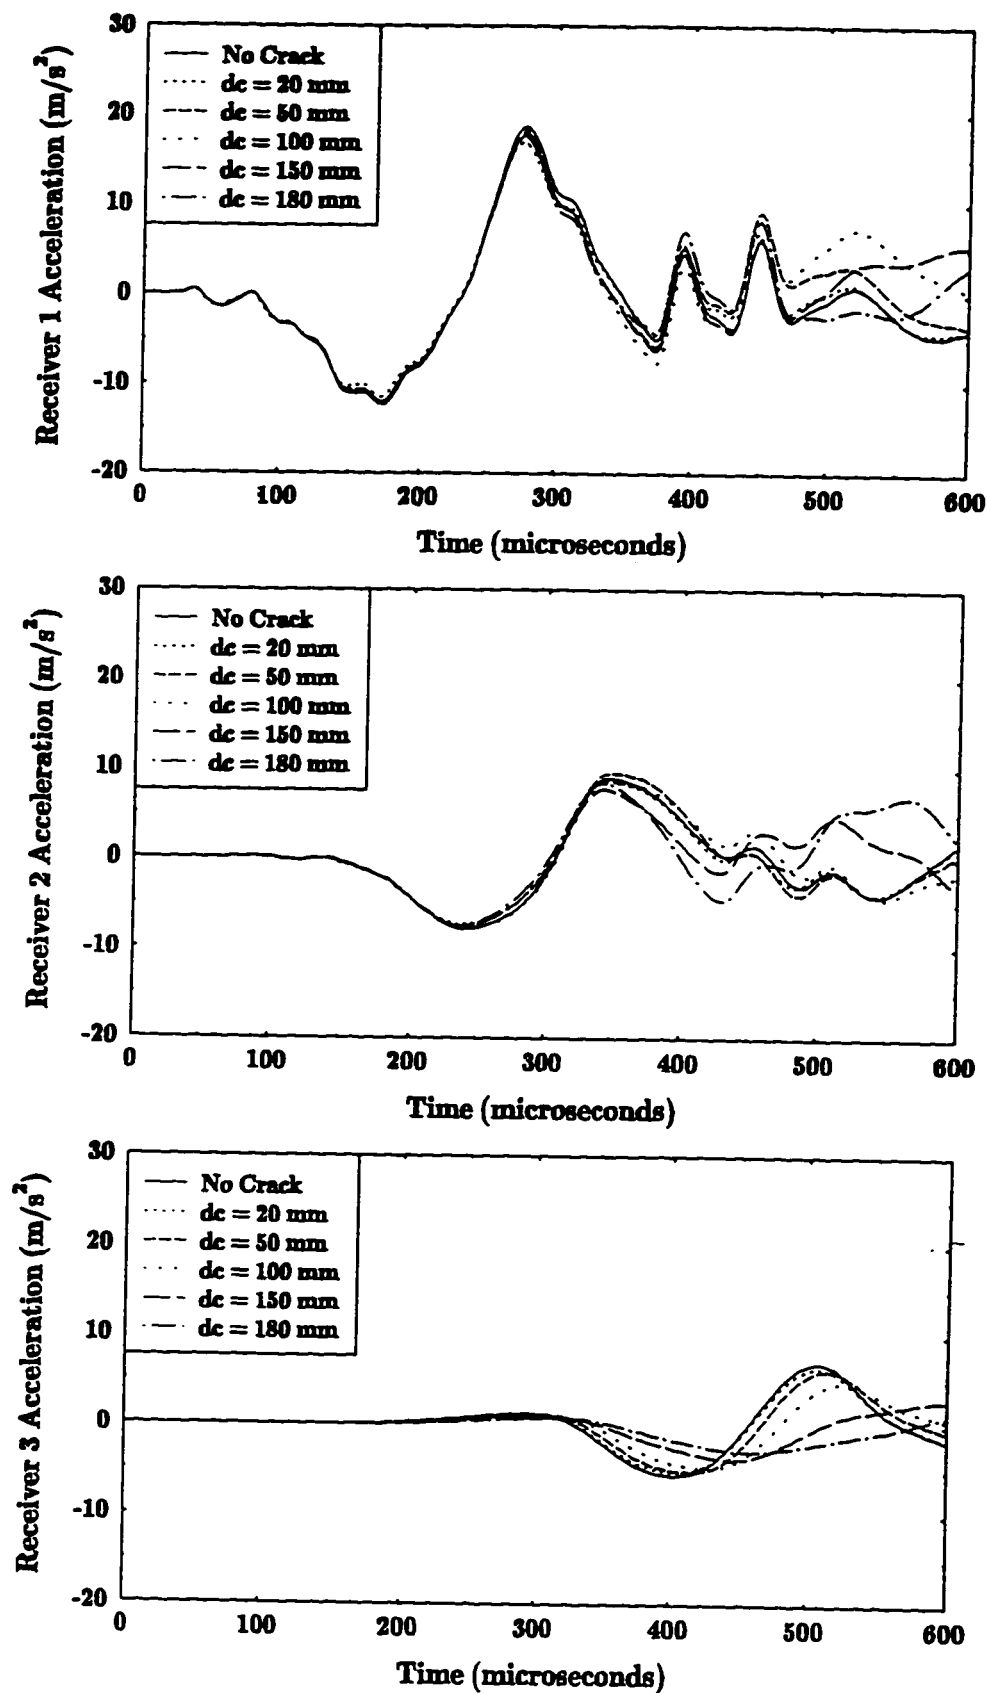 Receiver 1 Acceleration (m/s²)
30
20
10
0
-10
-20
No Crack
dc = 20 mm
dc = 50 mm
dc = 100 mm
dc = 150 mm
dc = 180 mm
0 100 200 300 400 500 600
Time (microseconds)
Receiver 2 Acceleration (m/s²)
30
20
10
0
-10
-20
No Crack
dc = 20 mm
dc = 50 mm
dc = 100 mm
dc = 150 mm
dc = 180 mm
0 100 200 300 400 500 600
Time (microseconds)
Receiver 3 Acceleration (m/s²)
30
20
10
0
-10
-20
No Crack
dc = 20 mm
dc = 50 mm
dc = 100 mm
dc = 150 mm
dc = 180 mm
0 100 200 300 400 500 600
Time (microseconds)